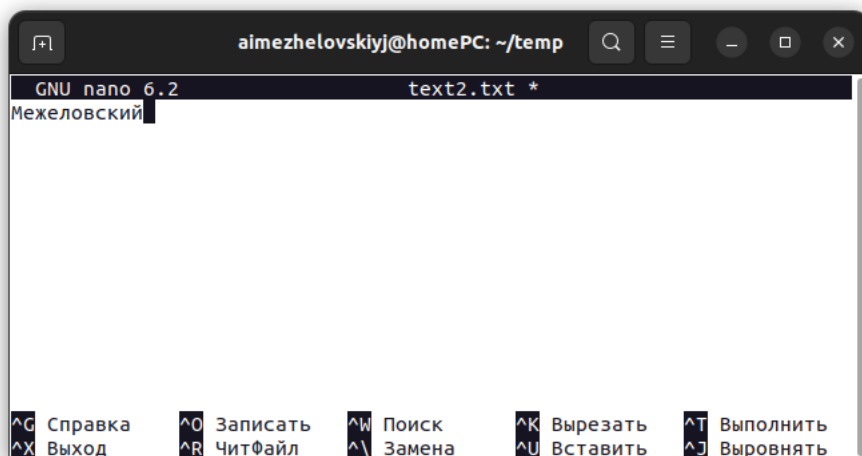 aimezhelovskiyj@homePC: ~/temp
GNU nano 6.2 text2.txt *
Межеловский
^G Справка ^O Записать ^W Поиск ^K Вырезать ^T Выполнить
^X Выход ^R ЧитФайл ^\ Замена ^U Вставить ^J Выровнять